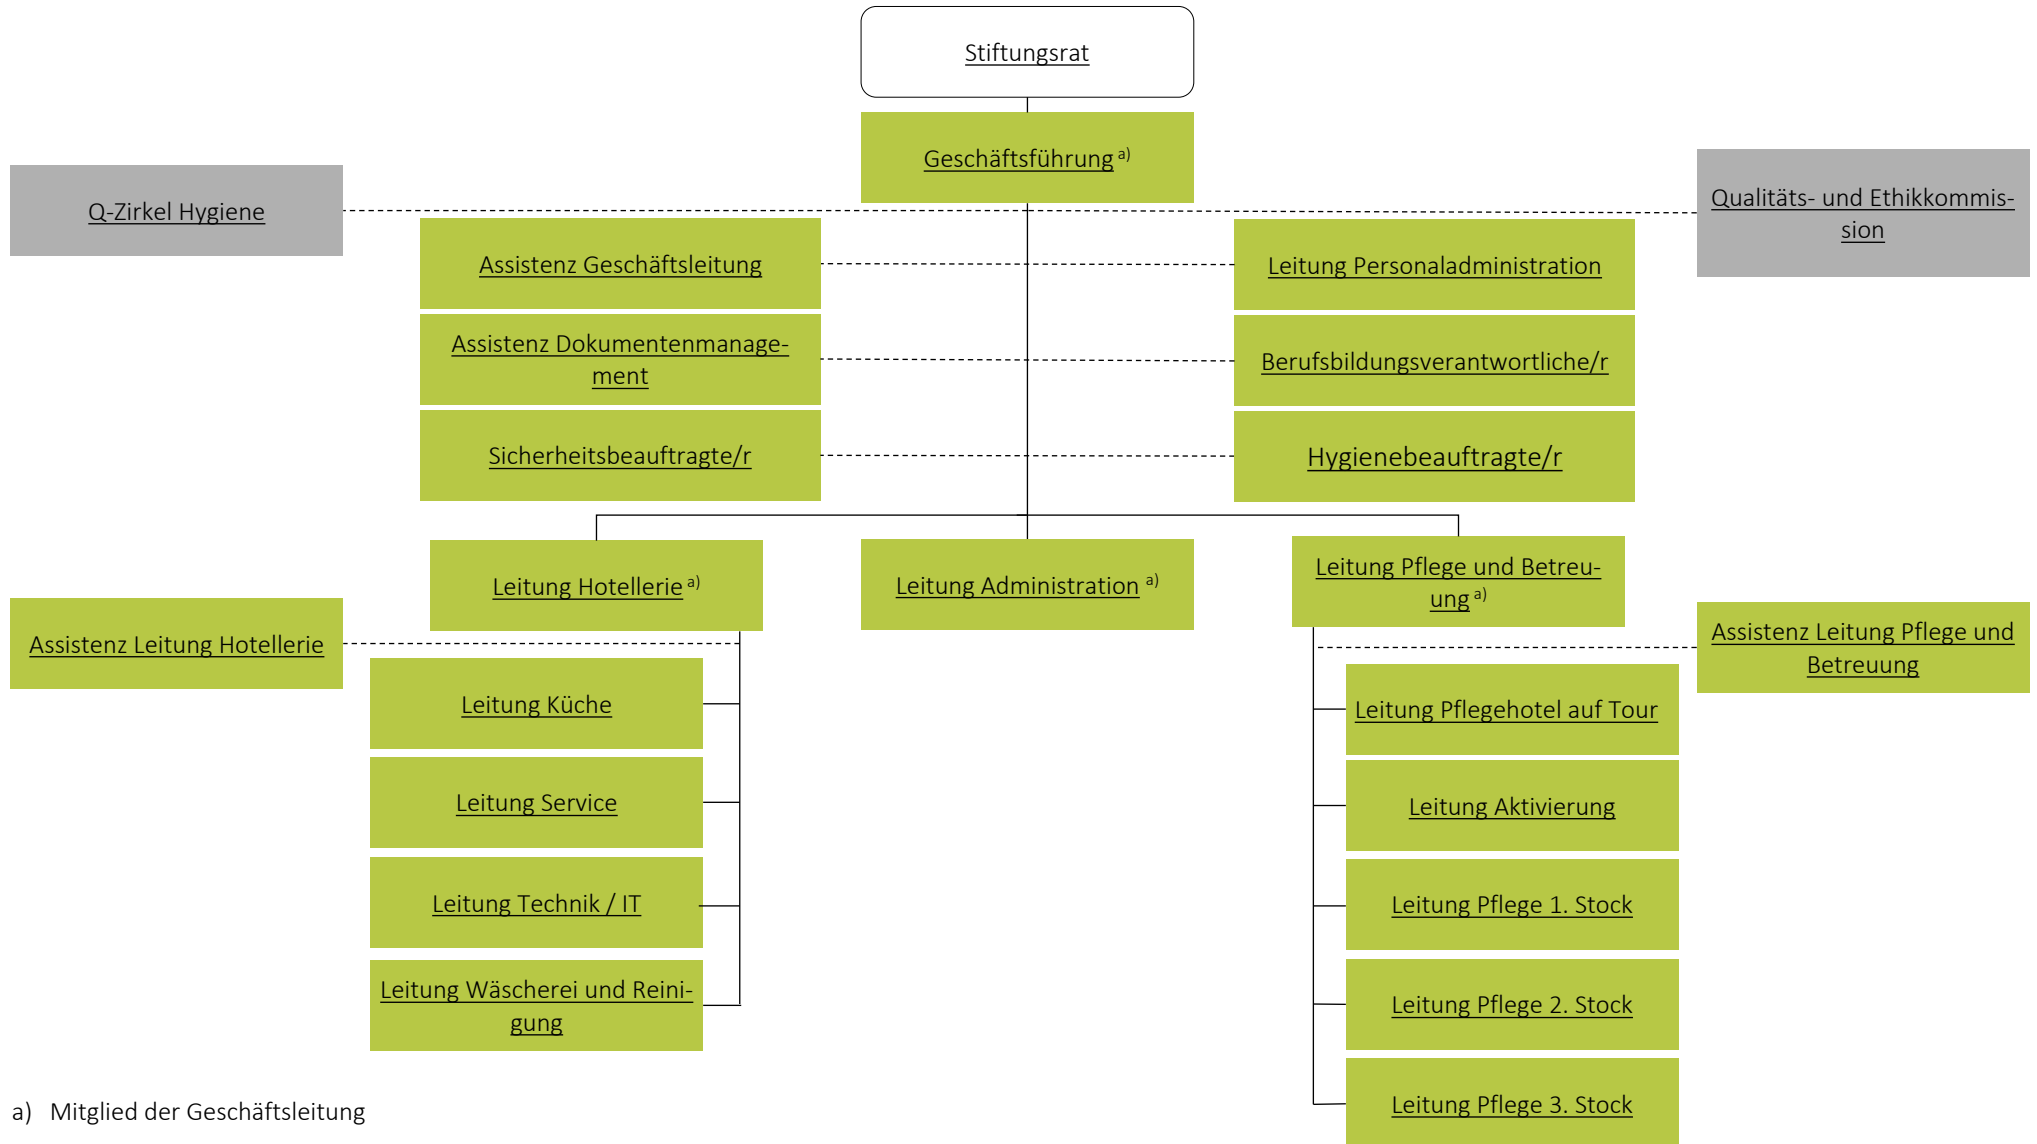 Stiftungsrat
Geschäftsführung a)
Q-Zirkel Hygiene
Qualitäts- und Ethikkommis-
sion
Assistenz Geschäftsleitung
Leitung Personaladministration
Assistenz Dokumentenmanage-
ment
Berufsbildungsverantwortliche/r
Sicherheitsbeauftragte/r
Hygienebeauftragte/r
Leitung Hotellerie a)
Leitung Administration a)
Leitung Pflege und Betreu-
ung a)
Assistenz Leitung Hotellerie
Assistenz Leitung Pflege und
Betreuung
Leitung Küche
Leitung Service
Leitung Technik / IT
Leitung Wäscherei und Reini-
gung
Leitung Pflegehotel auf Tour
Leitung Aktivierung
Leitung Pflege 1. Stock
Leitung Pflege 2. Stock
Leitung Pflege 3. Stock
a) Mitglied der Geschäftsleitung